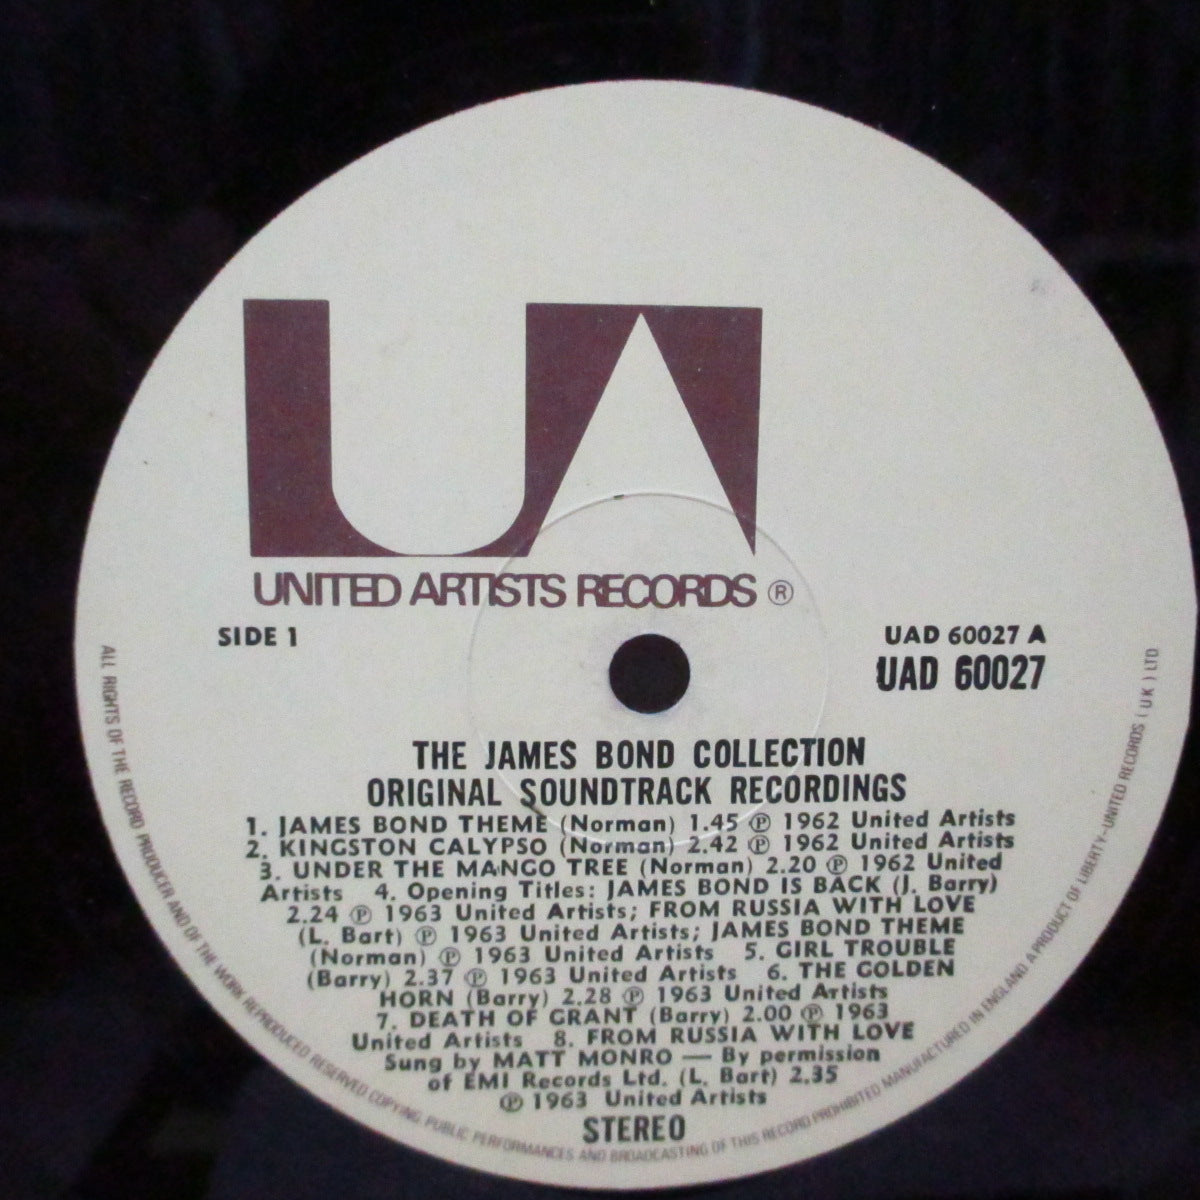 UA
UNITED ARTISTS RECORDS ®
SIDE 1
UAD 60027 A
UAD 60027
THE JAMES BOND COLLECTION
ORIGINAL SOUNDTRACK RECORDINGS
1. JAMES BOND THEME (Norman) 1.45 Ⓟ 1962 United Artists
2. KINGSTON CALYPSO (Norman) 2.42 Ⓟ 1962 United Artists
3. UNDER THE MANGO TREE (Norman) 2.20 Ⓟ 1962 United
Artists 4. Opening Titles: JAMES BOND IS BACK (J. Barry)
2.24 Ⓟ 1963 United Artists; FROM RUSSIA WITH LOVE
(L. Bart) Ⓟ 1963 United Artists; JAMES BOND THEME
(Norman) Ⓟ 1963 United Artists 5. GIRL TROUBLE
(Barry) 2.37 Ⓟ 1963 United Artists 6. THE GOLDEN
HORN (Barry) 2.28 Ⓟ 1963 United Artists
7. DEATH OF GRANT (Barry) 2.00 Ⓟ 1963
United Artists 8. FROM RUSSIA WITH LOVE
Sung by MATT MONRO — By permission
of EMI Records Ltd. (L. Bart) 2.35
Ⓟ 1963 United Artists
STEREO
ALL RIGHTS OF THE RECORD PRODUCER AND OF THE WORK REPRODUCED RESERVED COPYING, PUBLIC PERFORMANCES AND BROADCASTING OF THIS RECORD PROHIBITED MANUFACTURED IN ENGLAND A PRODUCT OF LIBERTY-UNITED RECORDS (UK) LTD